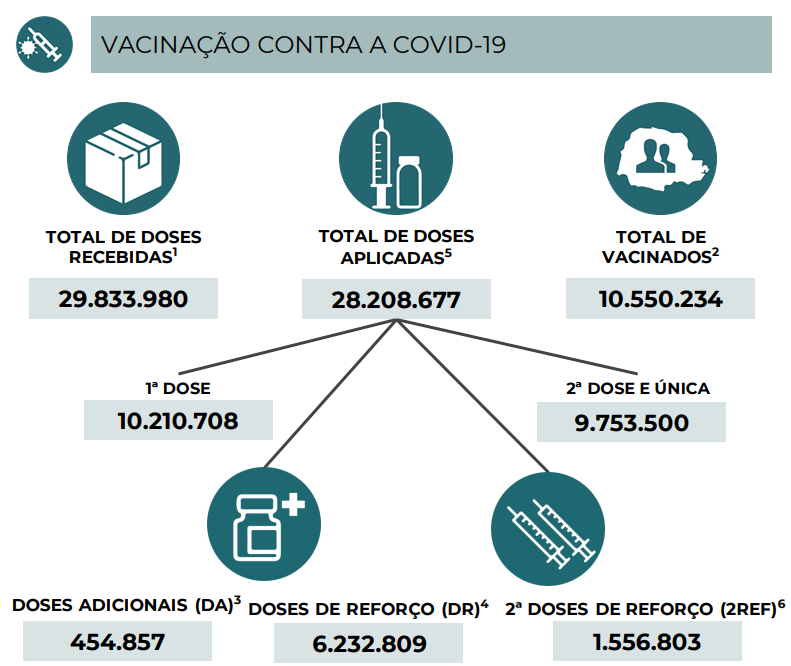 VACINAÇÃO CONTRA A COVID-19
TOTAL DE DOSES
RECEBIDAS¹
29.833.980
TOTAL DE DOSES
APLICADAS⁵
28.208.677
TOTAL DE
VACINADOS²
10.550.234
1ª DOSE
10.210.708
2ª DOSE E ÚNICA
9.753.500
DOSES ADICIONAIS (DA)³
454.857
DOSES DE REFORÇO (DR)⁴
6.232.809
2ª DOSES DE REFORÇO (2REF)⁶
1.556.803